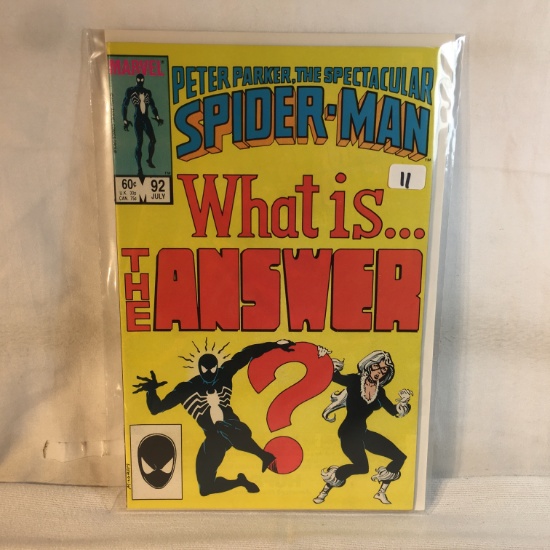 MARVEL
PETER PARKER, THE SPECTACULAR
SPIDER-MAN
60¢
92
JULY
11
What is...
THE ANSWER
?